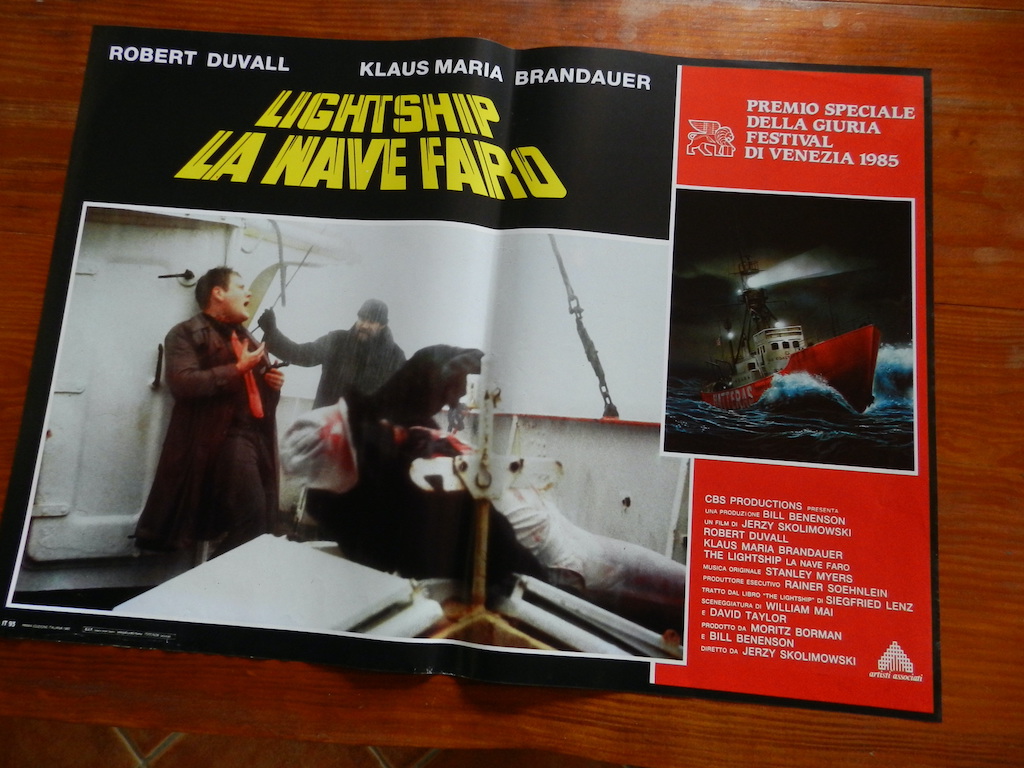 ROBERT DUVALL
KLAUS MARIA BRANDAUER
LIGHTSHIP
LA NAVE FARO
PREMIO SPECIALE
DELLA GIURIA
FESTIVAL
DI VENEZIA 1985
CBS PRODUCTIONS PRESENTA
UNA PRODUZIONE BILL BENENSON
UN FILM DI JERZY SKOLIMOWSKI
ROBERT DUVALL
KLAUS MARIA BRANDAUER
THE LIGHTSHIP LA NAVE FARO
MUSICA ORIGINALE STANLEY MYERS
PRODUTTORE ESECUTIVO RAINER SOEHNLEIN
TRATTO DAL LIBRO "THE LIGHTSHIP" DI SIEGFRIED LENZ
SCENEGGIATURA DI WILLIAM MAI
E DAVID TAYLOR
PRODOTTO DA MORITZ BORMAN
E BILL BENENSON
DIRETTO DA JERZY SKOLIMOWSKI
artisti associati